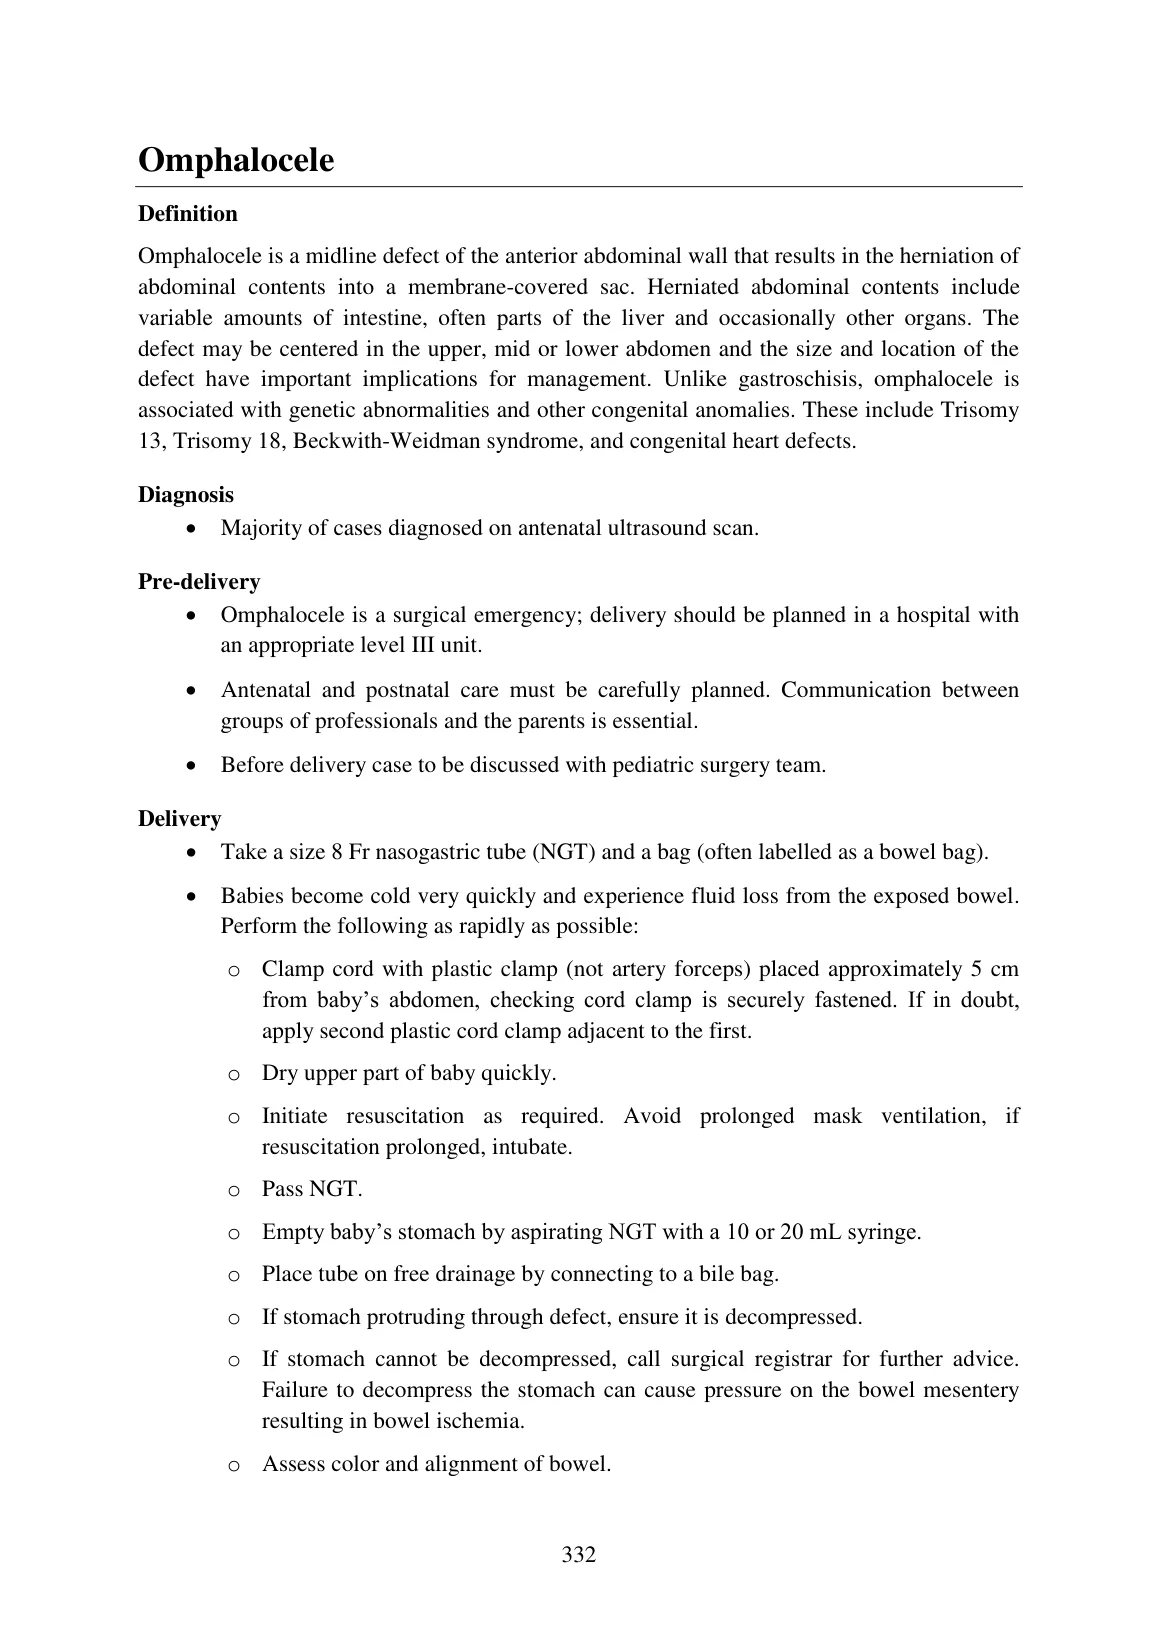 Omphalocele
Definition
Omphalocele is a midline defect of the anterior abdominal wall that results in the herniation of
abdominal contents into a membrane-covered sac. Herniated abdominal contents include
variable amounts of intestine, often parts of the liver and occasionally other organs. The
defect may be centered in the upper, mid or lower abdomen and the size and location of the
defect have important implications for management. Unlike gastroschisis, omphalocele is
associated with genetic abnormalities and other congenital anomalies. These include Trisomy
13, Trisomy 18, Beckwith-Weidman syndrome, and congenital heart defects.
Diagnosis
• Majority of cases diagnosed on antenatal ultrasound scan.
Pre-delivery
• Omphalocele is a surgical emergency; delivery should be planned in a hospital with
an appropriate level III unit.
• Antenatal and postnatal care must be carefully planned. Communication between
groups of professionals and the parents is essential.
• Before delivery case to be discussed with pediatric surgery team.
Delivery
• Take a size 8 Fr nasogastric tube (NGT) and a bag (often labelled as a bowel bag).
• Babies become cold very quickly and experience fluid loss from the exposed bowel.
Perform the following as rapidly as possible:
o Clamp cord with plastic clamp (not artery forceps) placed approximately 5 cm
from baby’s abdomen, checking cord clamp is securely fastened. If in doubt,
apply second plastic cord clamp adjacent to the first.
o Dry upper part of baby quickly.
o Initiate resuscitation as required. Avoid prolonged mask ventilation, if
resuscitation prolonged, intubate.
o Pass NGT.
o Empty baby’s stomach by aspirating NGT with a 10 or 20 mL syringe.
o Place tube on free drainage by connecting to a bile bag.
o If stomach protruding through defect, ensure it is decompressed.
o If stomach cannot be decompressed, call surgical registrar for further advice.
Failure to decompress the stomach can cause pressure on the bowel mesentery
resulting in bowel ischemia.
o Assess color and alignment of bowel.
332